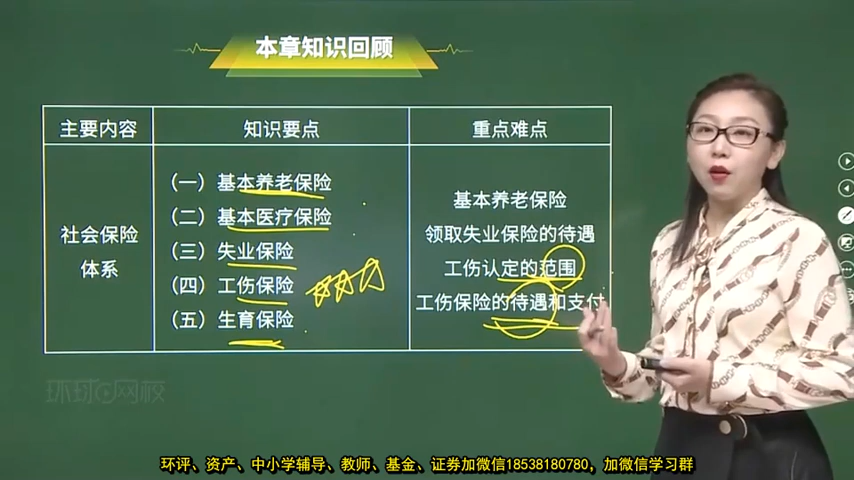 本章知识回顾
主要内容
知识要点
重点难点
社会保险
体系
（一）基本养老保险
（二）基本医疗保险
（三）失业保险
（四）工伤保险
（五）生育保险
基本养老保险
领取失业保险的待遇
工伤认定的范围
工伤保险的待遇和支付
环球网校
环评、资产、中小学辅导、教师、基金、证券加微信18538180780，加微信学习群